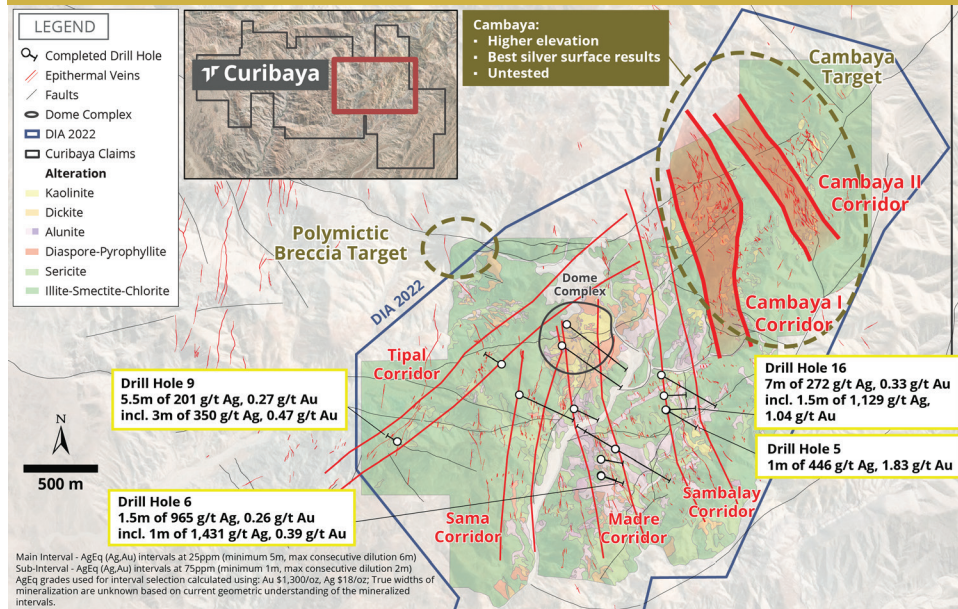 LEGEND
Completed Drill Hole
Epithermal Veins
Faults
Dome Complex
DIA 2022
Curibaya Claims
Alteration
Kaolinite
Dickite
Alunite
Diaspore-Pyrophyllite
Sericite
Illite-Smectite-Chlorite
Curibaya
Cambaya:
▪ Higher elevation
▪ Best silver surface results
▪ Untested
Cambaya
Target
Cambaya II
Corridor
Cambaya I
Corridor
Polymictic
Breccia Target
DIA 2022
Dome
Complex
Tipal
Corridor
Drill Hole 9
5.5m of 201 g/t Ag, 0.27 g/t Au
incl. 3m of 350 g/t Ag, 0.47 g/t Au
Drill Hole 16
7m of 272 g/t Ag, 0.33 g/t Au
incl. 1.5m of 1,129 g/t Ag,
1.04 g/t Au
Drill Hole 5
1m of 446 g/t Ag, 1.83 g/t Au
N
500 m
Drill Hole 6
1.5m of 965 g/t Ag, 0.26 g/t Au
incl. 1m of 1,431 g/t Ag, 0.39 g/t Au
Sama
Corridor
Madre
Corridor
Sambalay
Corridor
Main Interval - AgEq (Ag,Au) intervals at 25ppm (minimum 5m, max consecutive dilution 6m)
Sub-Interval - AgEq (Ag,Au) intervals at 75ppm (minimum 1m, max consecutive dilution 2m)
AgEq grades used for interval selection calculated using: Au $1,300/oz, Ag $18/oz; True widths of
mineralization are unknown based on current geometric understanding of the mineralized
intervals.